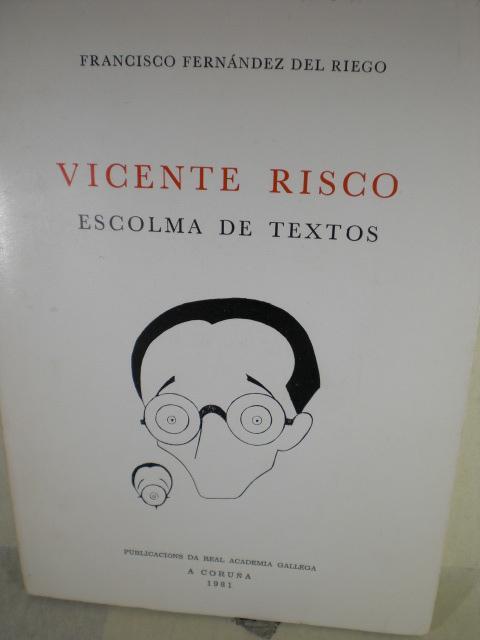 FRANCISCO FERNÁNDEZ DEL RIEGO
VICENTE RISCO
ESCOLMA DE TEXTOS
PUBLICACIONS DA REAL ACADEMIA GALLEGA
A CORUÑA
1981